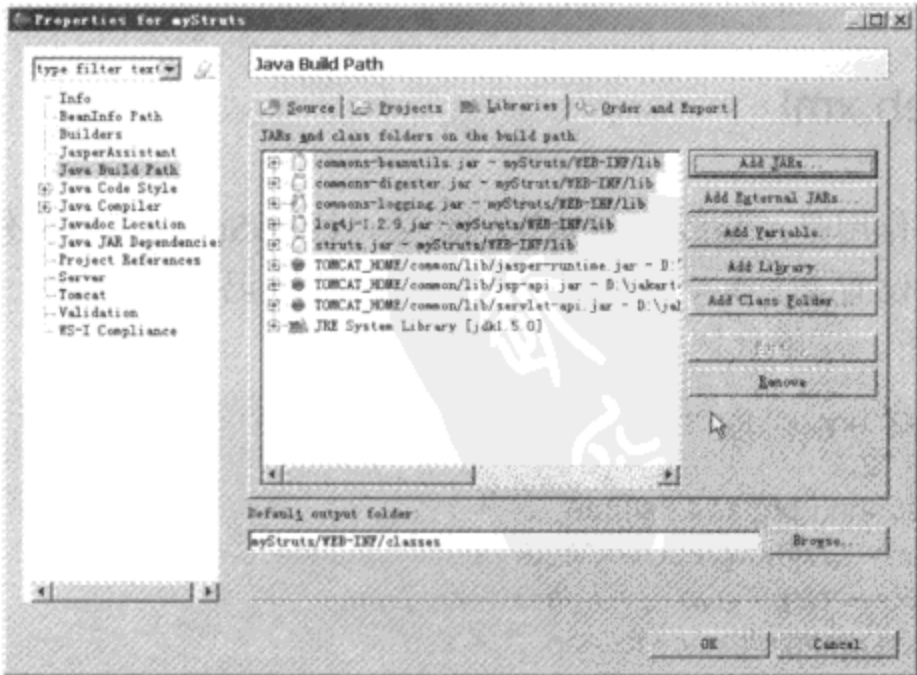 Properties for myStruts
type filter text
Info
BeanInfo Path
Builders
JasperAssistant
Java Build Path
Java Code Style
Java Compiler
Javadoc Location
Java JAR Dependencie
Project References
Server
Tomcat
Validation
WS-I Compliance
Java Build Path
Source
Projects
Libraries
Order and Export
JARs and class folders on the build path:
commons-beanutils.jar - myStruts/WEB-INF/lib
commons-digester.jar - myStruts/WEB-INF/lib
commons-logging.jar - myStruts/WEB-INF/lib
log4j-1.2.9.jar - myStruts/WEB-INF/lib
struts.jar - myStruts/WEB-INF/lib
TOMCAT_HOME/common/lib/jasper-runtime.jar - D:
TOMCAT_HOME/common/lib/jsp-api.jar - D:\jakart
TOMCAT_HOME/common/lib/servlet-api.jar - D:\jak
JRE System Library [jdk1.5.0]
Add JARs...
Add External JARs...
Add Variable...
Add Library
Add Class Folder...
Remove
Default output folder
myStruts/WEB-INF/classes
Browse...
OK
Cancel